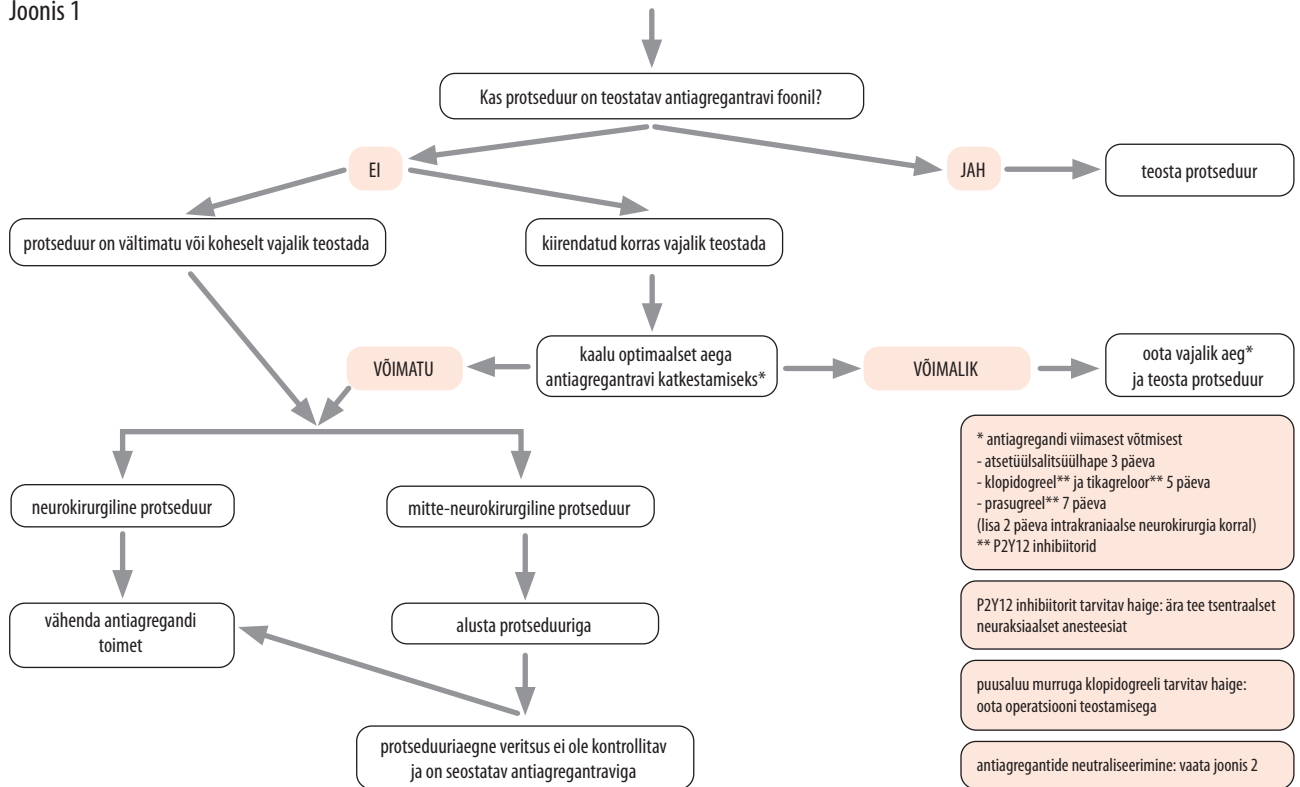 Joonis 1
Kas protseduur on teostatav antiagregantravi foonil?
EI
JAH
teosta protseduur
protseduur on vältimatu või koheselt vajalik teostada
kiirendatud korras vajalik teostada
VÕIMATU
kaalu optimaalset aega
antiagregantravi katkestamiseks*
VÕIMALIK
oota vajalik aeg*
ja teosta protseduur
neurokirurgiline protseduur
mitte-neurokirurgiline protseduur
vähenda antiagregandi
toimet
alusta protseduuriga
protseduuriaegne veritsus ei ole kontrollitav
ja on seostatav antiagregantraviga
* antiagregandi viimasest võtmisest
- atsetüülsalitsüülhape 3 päeva
- klopidogreel** ja tikagreloor** 5 päeva
- prasugreel** 7 päeva
(lisa 2 päeva intrakraniaalse neurokirurgia korral)
** P2Y12 inhibiitorid
P2Y12 inhibiitorit tarvitav haige: ära tee tsentraalset
neuraksiaalset anesteesiat
puusaluu murruga klopidogreeli tarvitav haige:
oota operatsiooni teostamisega
antiagregantide neutraliseerimine: vaata joonis 2